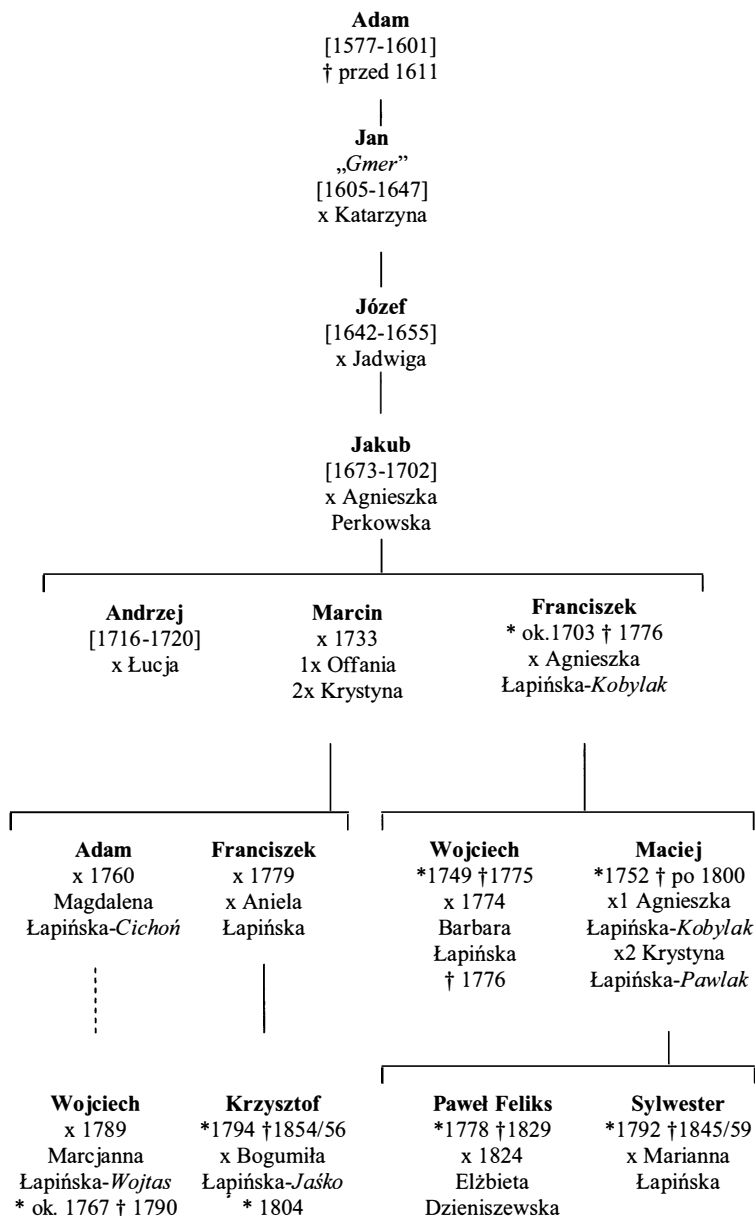 Adam
[1577-1601]
† przed 1611
Jan
„Gmer”
[1605-1647]
x Katarzyna
Józef
[1642-1655]
x Jadwiga
Jakub
[1673-1702]
x Agnieszka
Perkowska
Andrzej
[1716-1720]
x Łucja
Marcin
x 1733
1x Offania
2x Krystyna
Franciszek
* ok.1703 † 1776
x Agnieszka
Łapińska-Kobylak
Adam
x 1760
Magdalena
Łapińska-Cichoń
Franciszek
x 1779
x Aniela
Łapińska
Wojciech
*1749 †1775
x 1774
Barbara
Łapińska
† 1776
Maciej
*1752 † po 1800
x1 Agnieszka
Łapińska-Kobylak
x2 Krystyna
Łapińska-Pawlak
Wojciech
x 1789
Marcjanna
Łapińska-Wojtas
* ok. 1767 † 1790
Krzysztof
*1794 †1854/56
x Bogumiła
Łapińska-Jaśko
* 1804
Paweł Feliks
*1778 †1829
x 1824
Elżbieta
Dzieniszewska
Sylwester
*1792 †1845/59
x Marianna
Łapińska